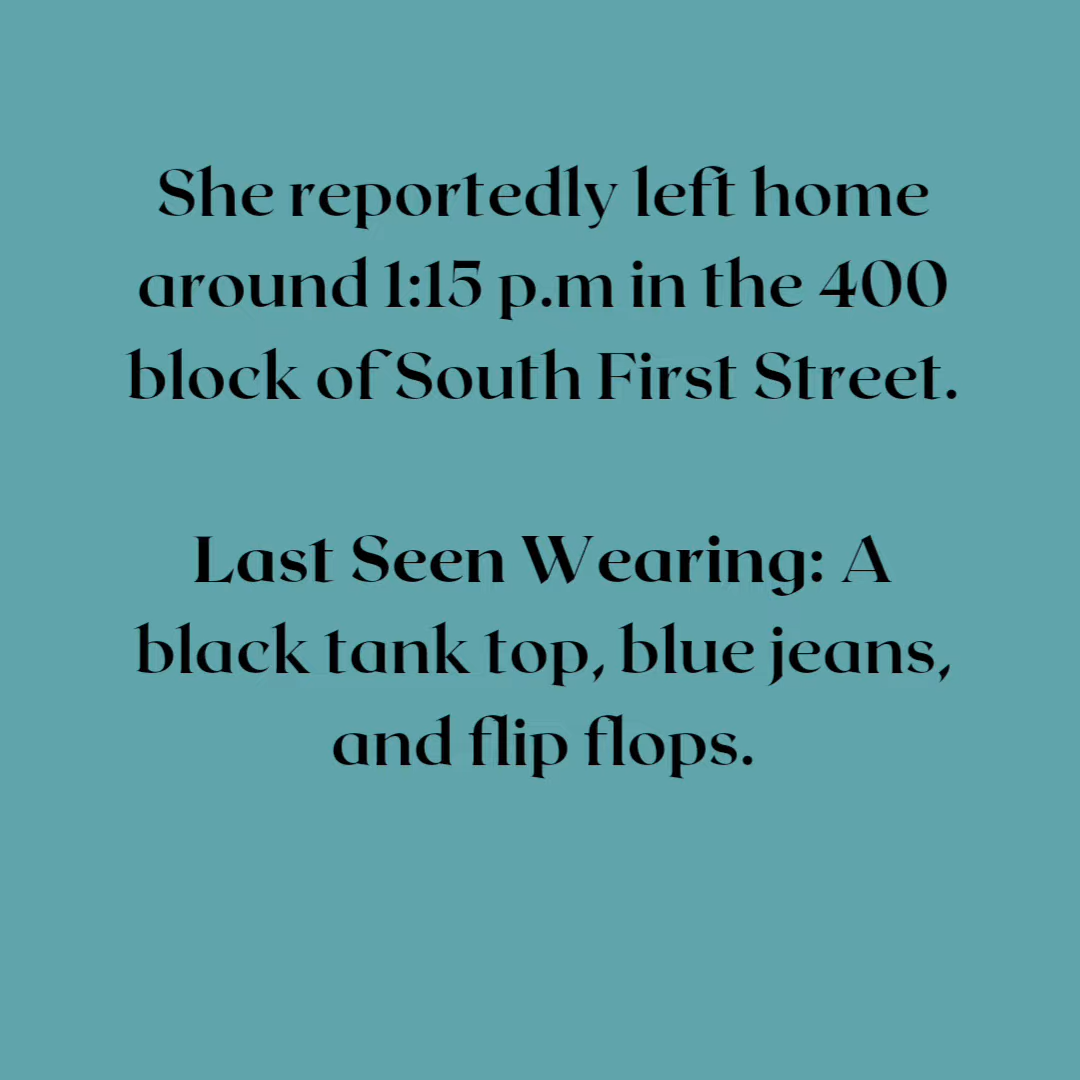 She reportedly left home
around 1:15 p.m in the 400
block of South First Street.
Last Seen Wearing: A
black tank top, blue jeans,
and flip flops.